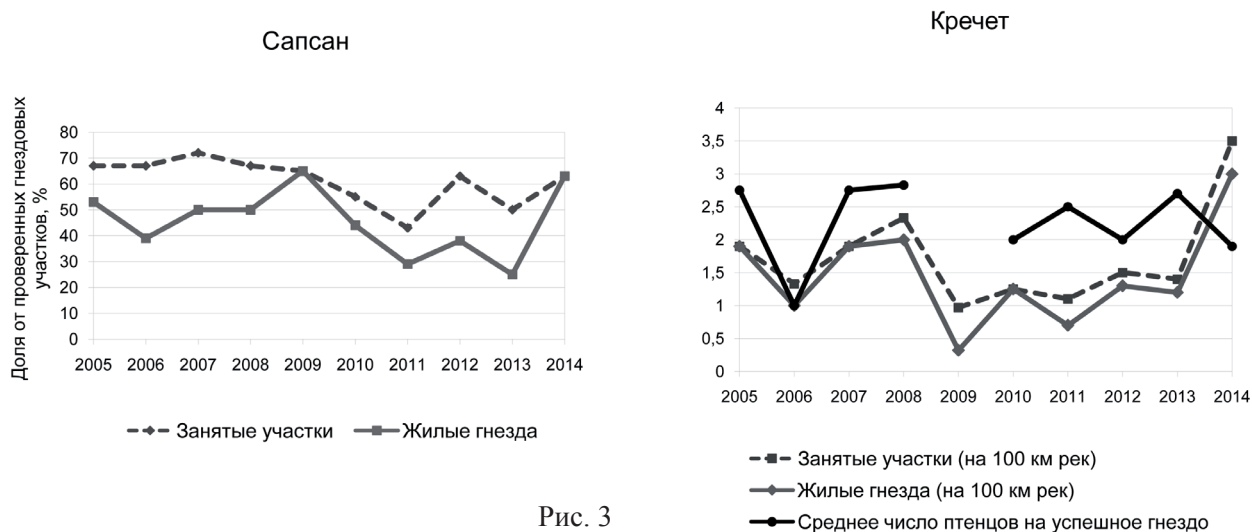 Сапсан
Доля от проверенных гнездовых
участков, %
80
70
60
50
40
30
20
10
0
2005 2006 2007 2008 2009 2010 2011 2012 2013 2014
Занятые участки Жилые гнезда
Кречет
4
3,5
3
2,5
2
1,5
1
0,5
0
2005 2006 2007 2008 2009 2010 2011 2012 2013 2014
Занятые участки (на 100 км рек)
Жилые гнезда (на 100 км рек)
Среднее число птенцов на успешное гнездо
Рис. 3